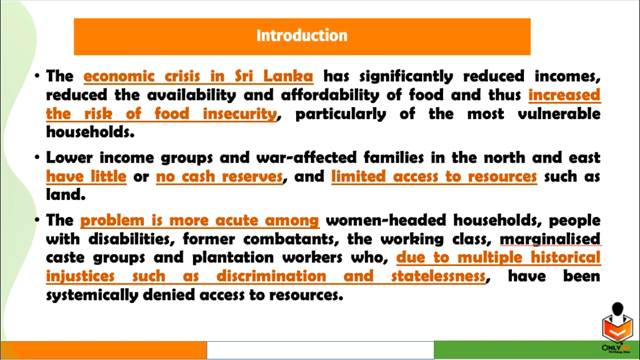 Introduction
• The economic crisis in Sri Lanka has significantly reduced incomes,
reduced the availability and affordability of food and thus increased
the risk of food insecurity, particularly of the most vulnerable
households.
• Lower income groups and war-affected families in the north and east
have little or no cash reserves, and limited access to resources such as
land.
• The problem is more acute among women-headed households, people
with disabilities, former combatants, the working class, marginalised
caste groups and plantation workers who, due to multiple historical
injustices such as discrimination and statelessness, have been
systemically denied access to resources.